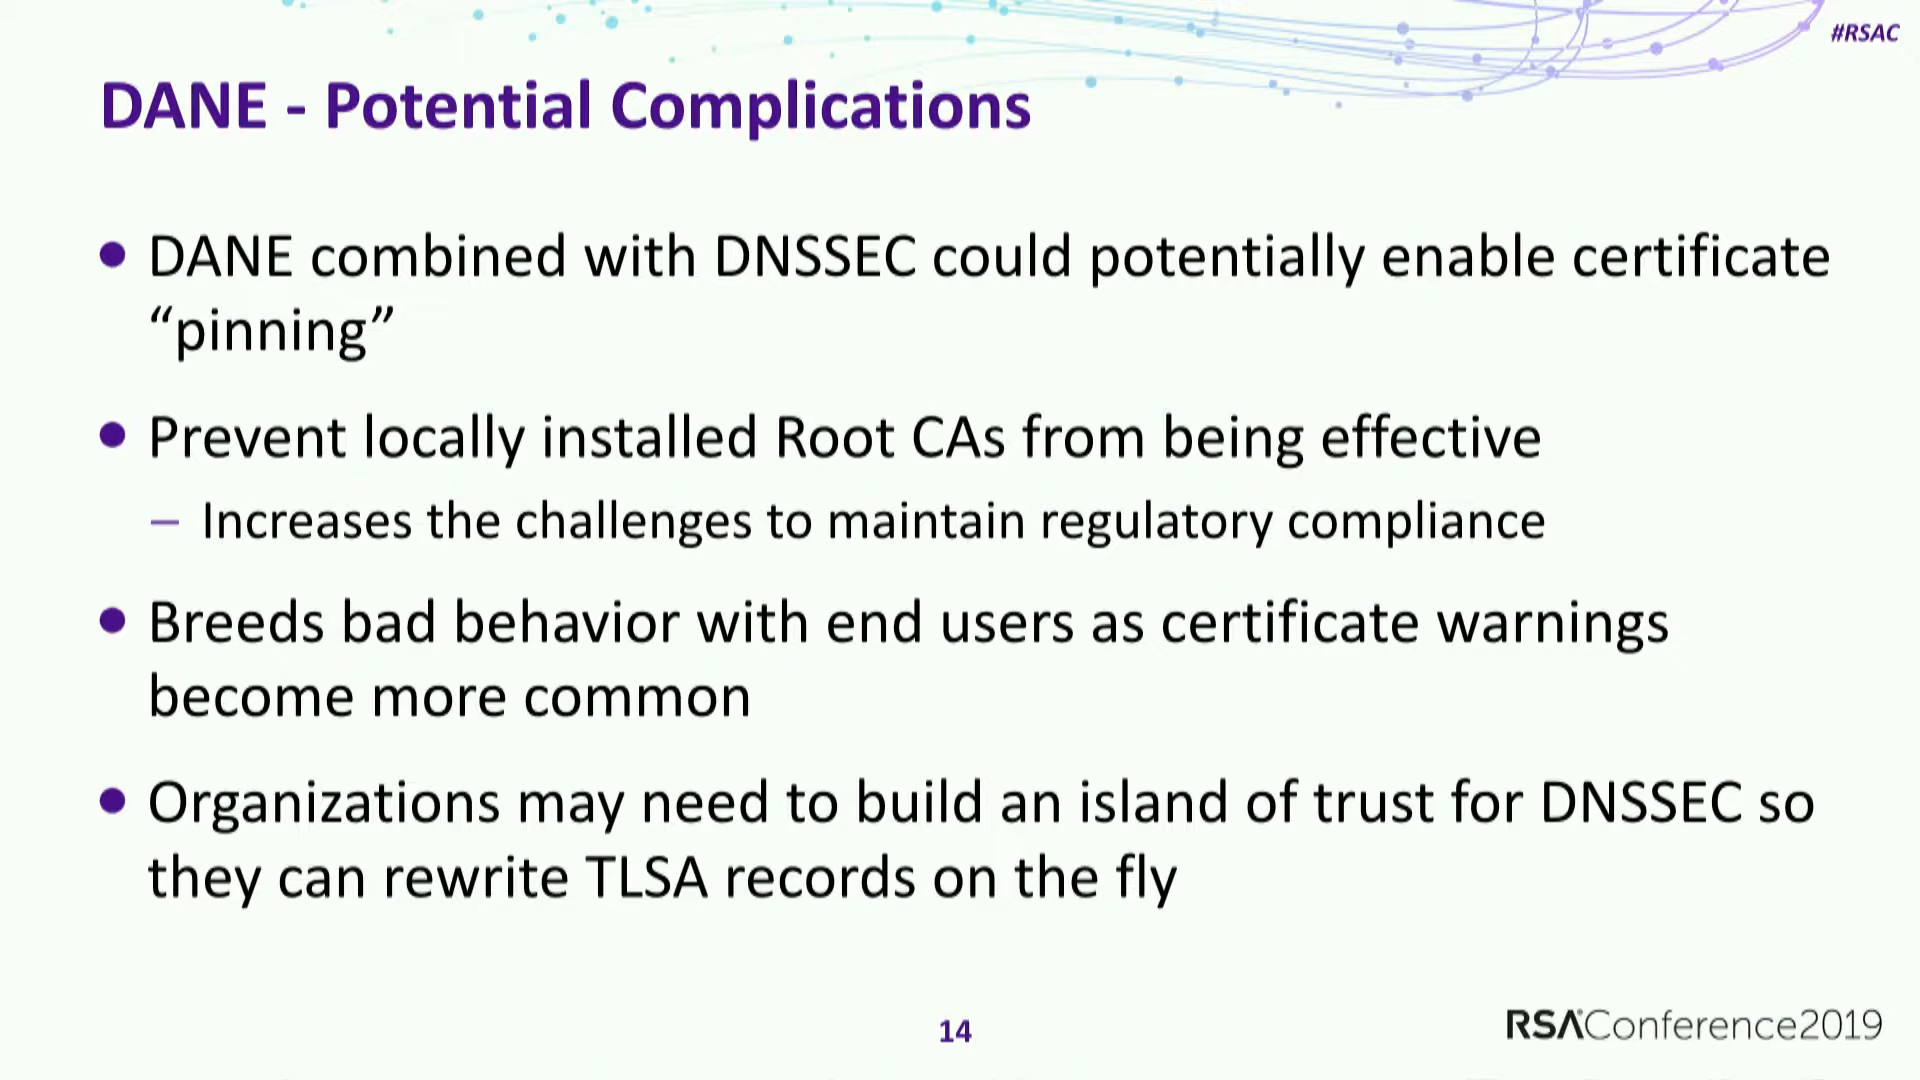 #RSAC
DANE - Potential Complications
• DANE combined with DNSSEC could potentially enable certificate
“pinning”
• Prevent locally installed Root CAs from being effective
– Increases the challenges to maintain regulatory compliance
• Breeds bad behavior with end users as certificate warnings
become more common
• Organizations may need to build an island of trust for DNSSEC so
they can rewrite TLSA records on the fly
14
RSAConference2019